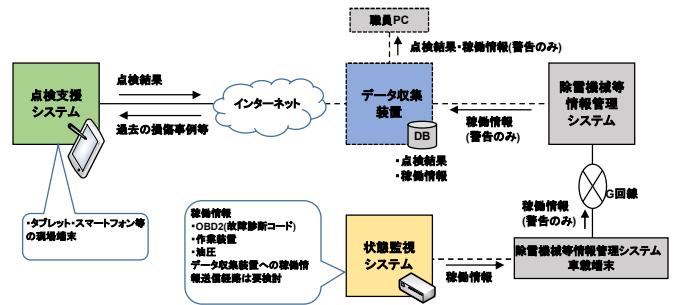 職員PC
点検結果・稼働情報(警告のみ)
点検支援
システム
点検結果
過去の損傷事例等
インターネット
データ収集
装置
DB
・点検結果
・稼働情報
稼働情報
(警告のみ)
除雪機械等
情報管理
システム
G回線
稼働情報
(警告のみ)
・タブレット・スマートフォン等
の現場端末
稼働情報
・OBD2(故障診断コード)
・作業装置
・油圧
データ収集装置への稼働情
報送信経路は要検討
状態監視
システム
稼働情報
除雪機械等情報管理システム
車載端末